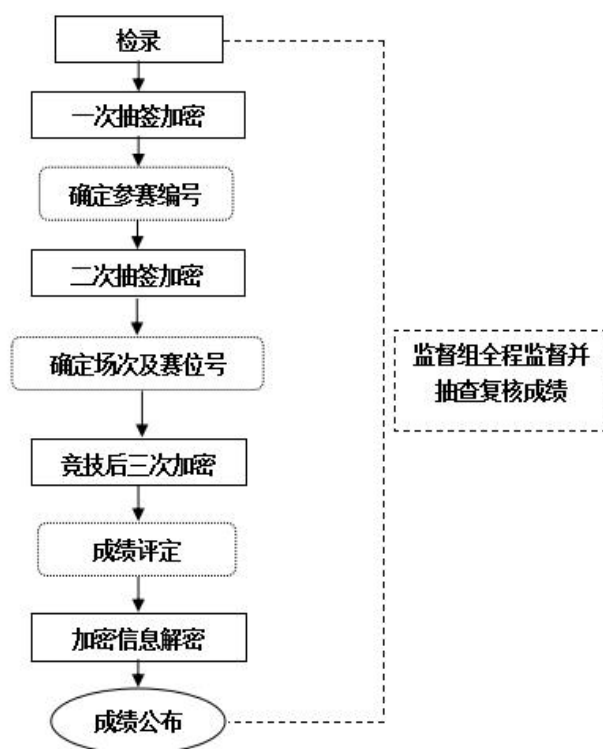 检录
一次抽签加密
确定参赛编号
二次抽签加密
确定场次及赛位号
竞技后三次加密
成绩评定
加密信息解密
成绩公布
监督组全程监督并
抽查复核成绩